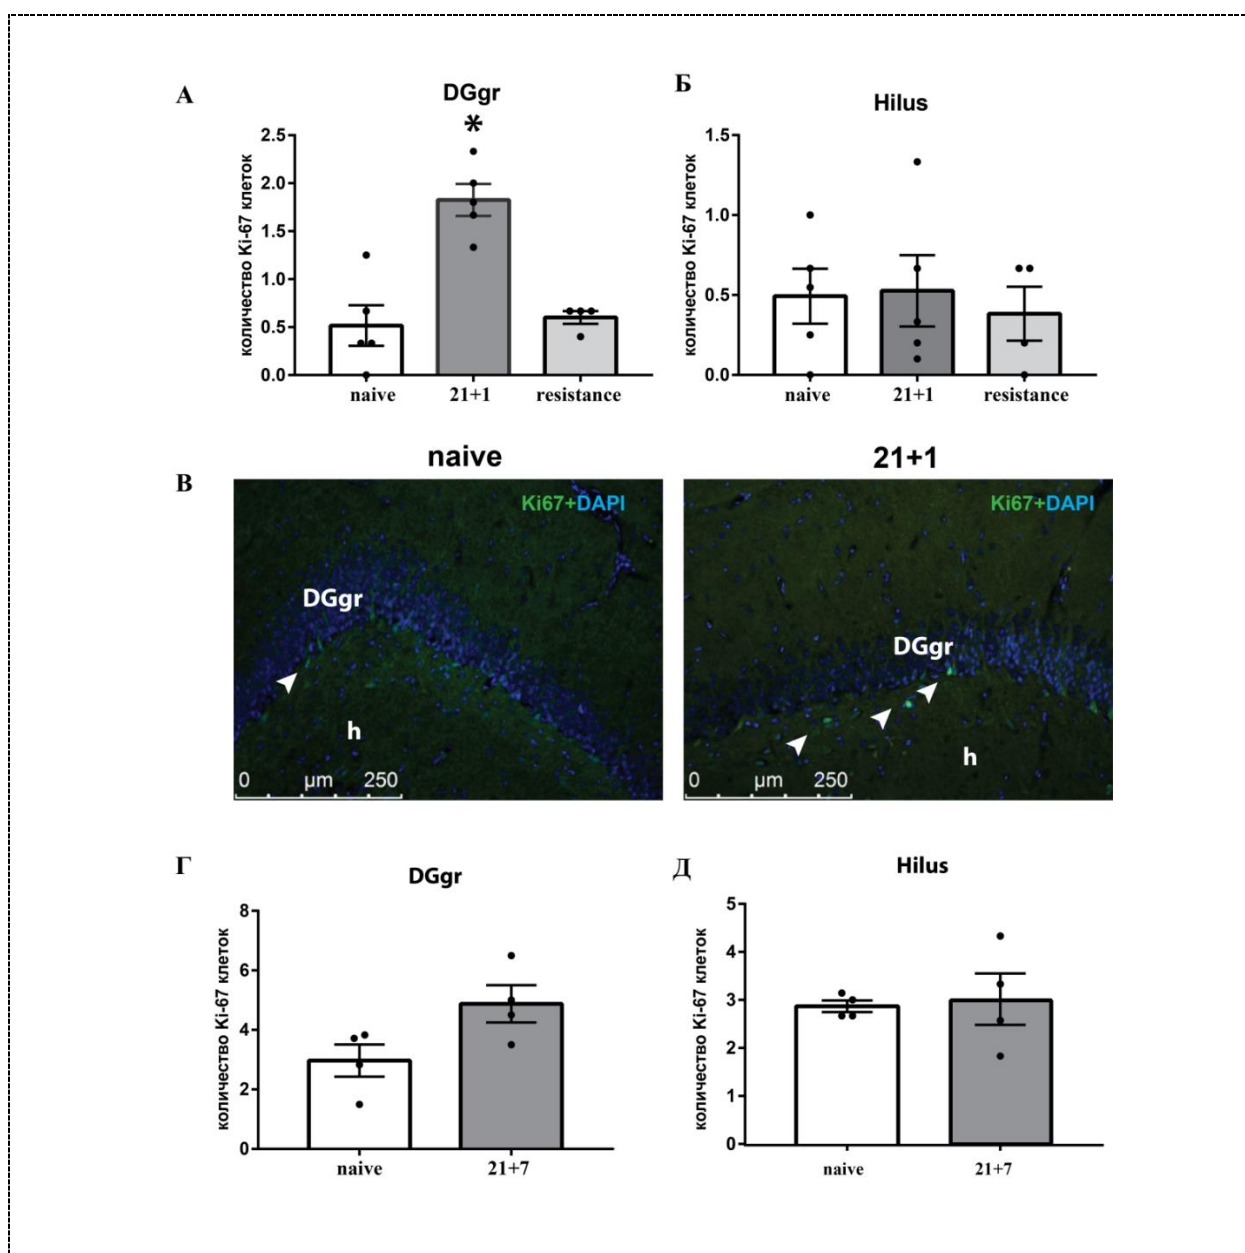 А
DGgr
*
количество Ki-67 клеток
2.5
2.0
1.5
1.0
0.5
0.0
naive 21+1 resistance
Б
Hilus
количество Ki-67 клеток
1.5
1.0
0.5
0.0
naive 21+1 resistance
В
naive
Ki67+DAPI
DGgr
h
0 µm 250
21+1
Ki67+DAPI
DGgr
h
0 µm 250
Г
DGgr
количество Ki-67 клеток
8
6
4
2
0
naive 21+7
Д
Hilus
количество Ki-67 клеток
5
4
3
2
1
0
naive 21+7